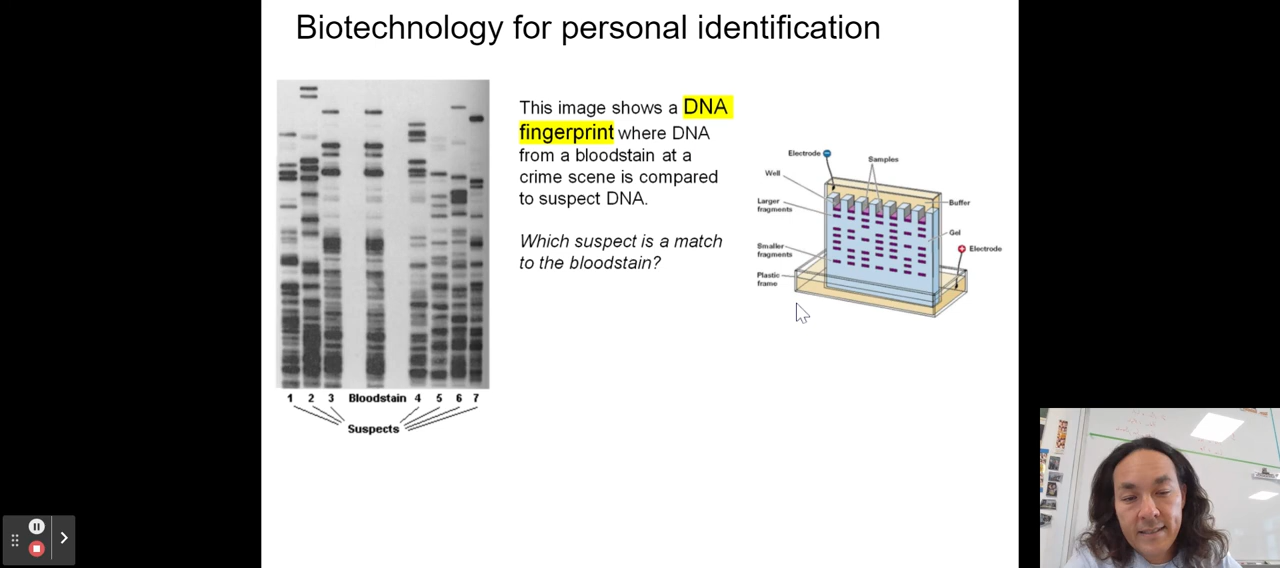 Biotechnology for personal identification
This image shows a DNA
fingerprint where DNA
from a bloodstain at a
crime scene is compared
to suspect DNA.
Which suspect is a match
to the bloodstain?
1 2 3 Bloodstain 4 5 6 7
Suspects
Electrode
Samples
Well
Buffer
Larger
fragments
Gel
Electrode
Smaller
fragments
Plastic
frame